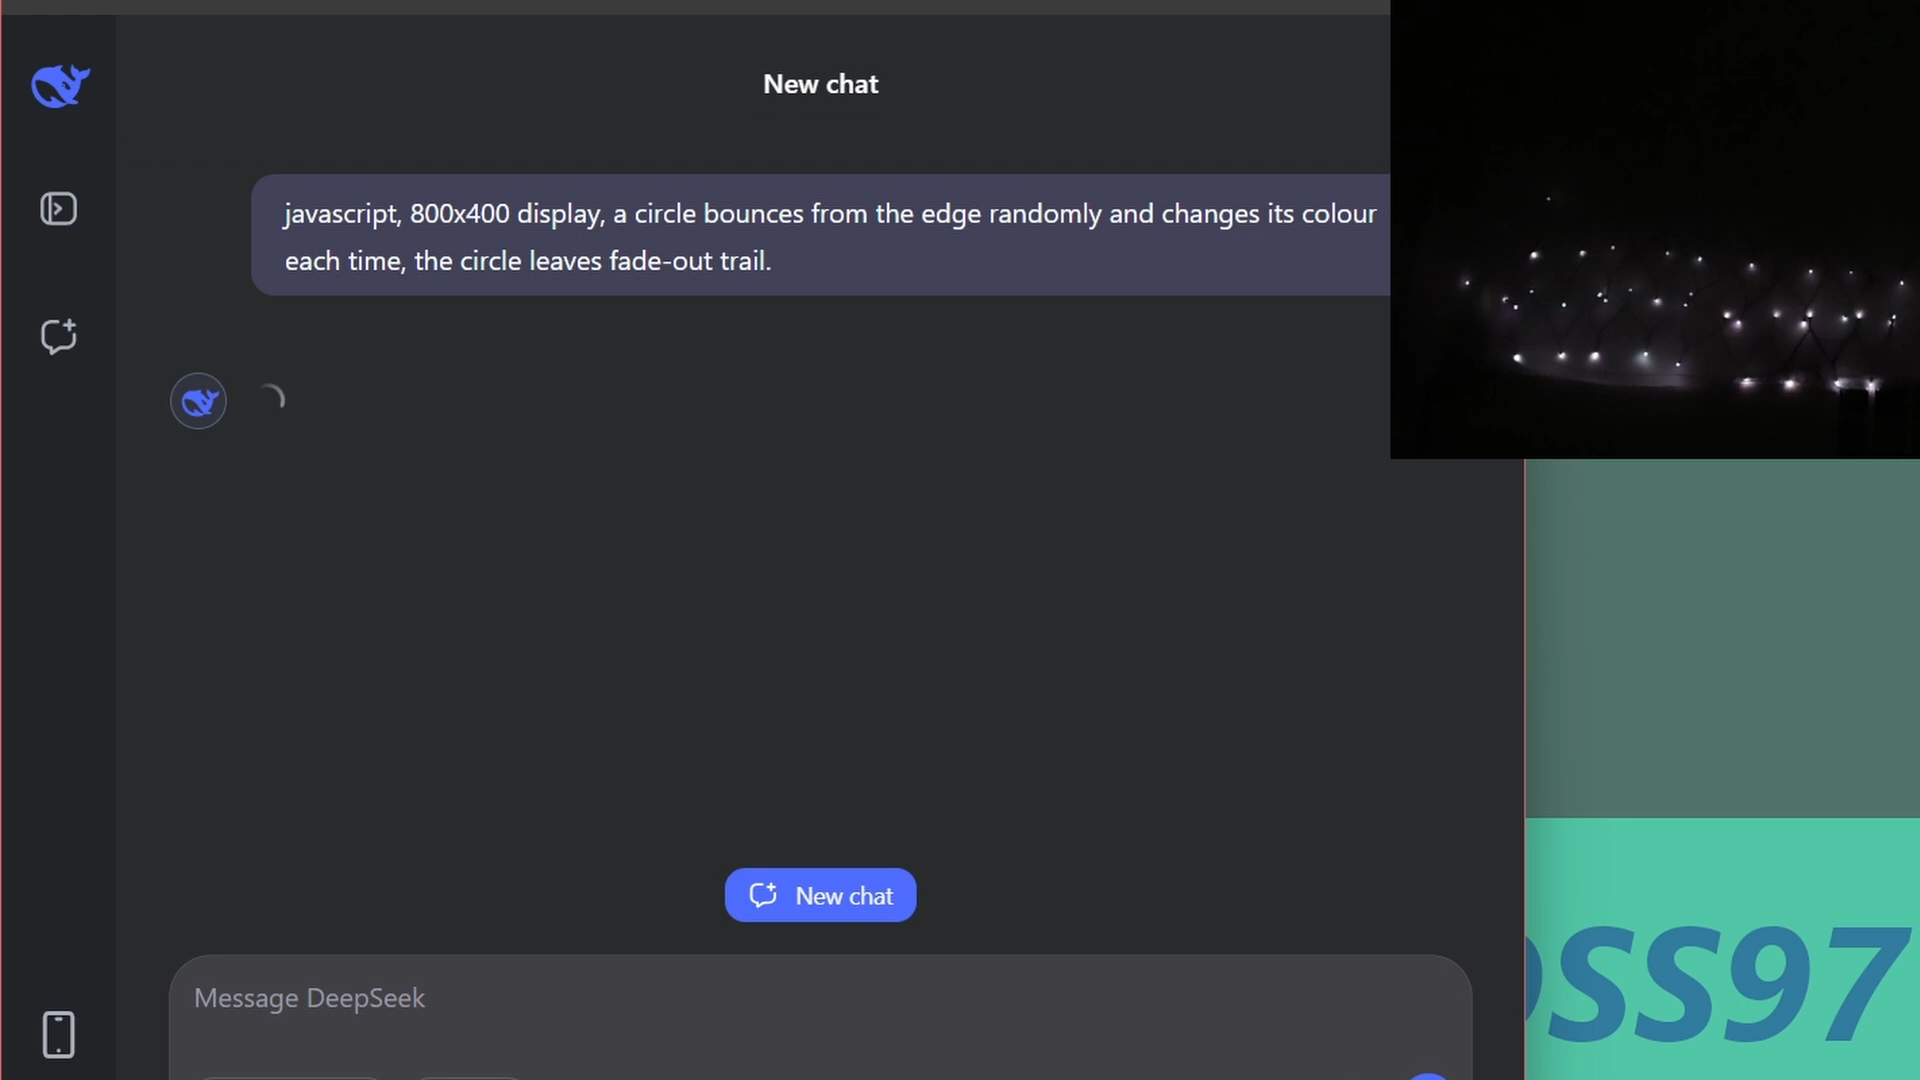 New chat
javascript, 800x400 display, a circle bounces from the edge randomly and changes its colour
each time, the circle leaves fade-out trail.
New chat
Message DeepSeek
SS97